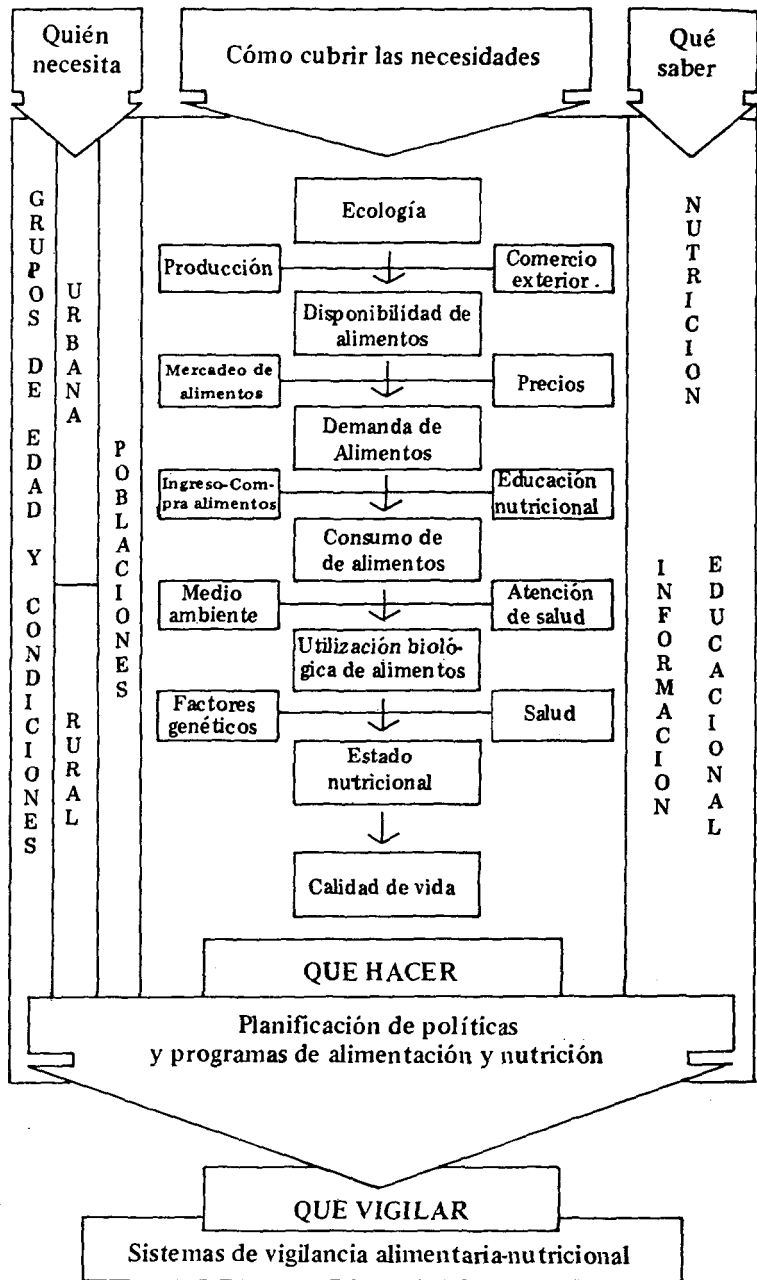 Quién
necesita
Cómo cubrir las necesidades
Qué
saber
GRUPOS DE EDAD Y CONDICIONES
URBANA
RURAL
POBLACIONES
Ecología
Producción
Comercio
exterior.
Disponibilidad de
alimentos
Mercadeo de
alimentos
Precios
Demanda de
Alimentos
Ingreso-Com-
pra alimentos
Educación
nutricional
Consumo de
de alimentos
Medio
ambiente
Atención
de salud
Utilización bioló-
gica de alimentos
Factores
genéticos
Salud
Estado
nutricional
Calidad de vida
NUTRICION
INFORMACION
EDUCACIONAL
QUE HACER
Planificación de políticas
y programas de alimentación y nutrición
QUE VIGILAR
Sistemas de vigilancia alimentaria-nutricional